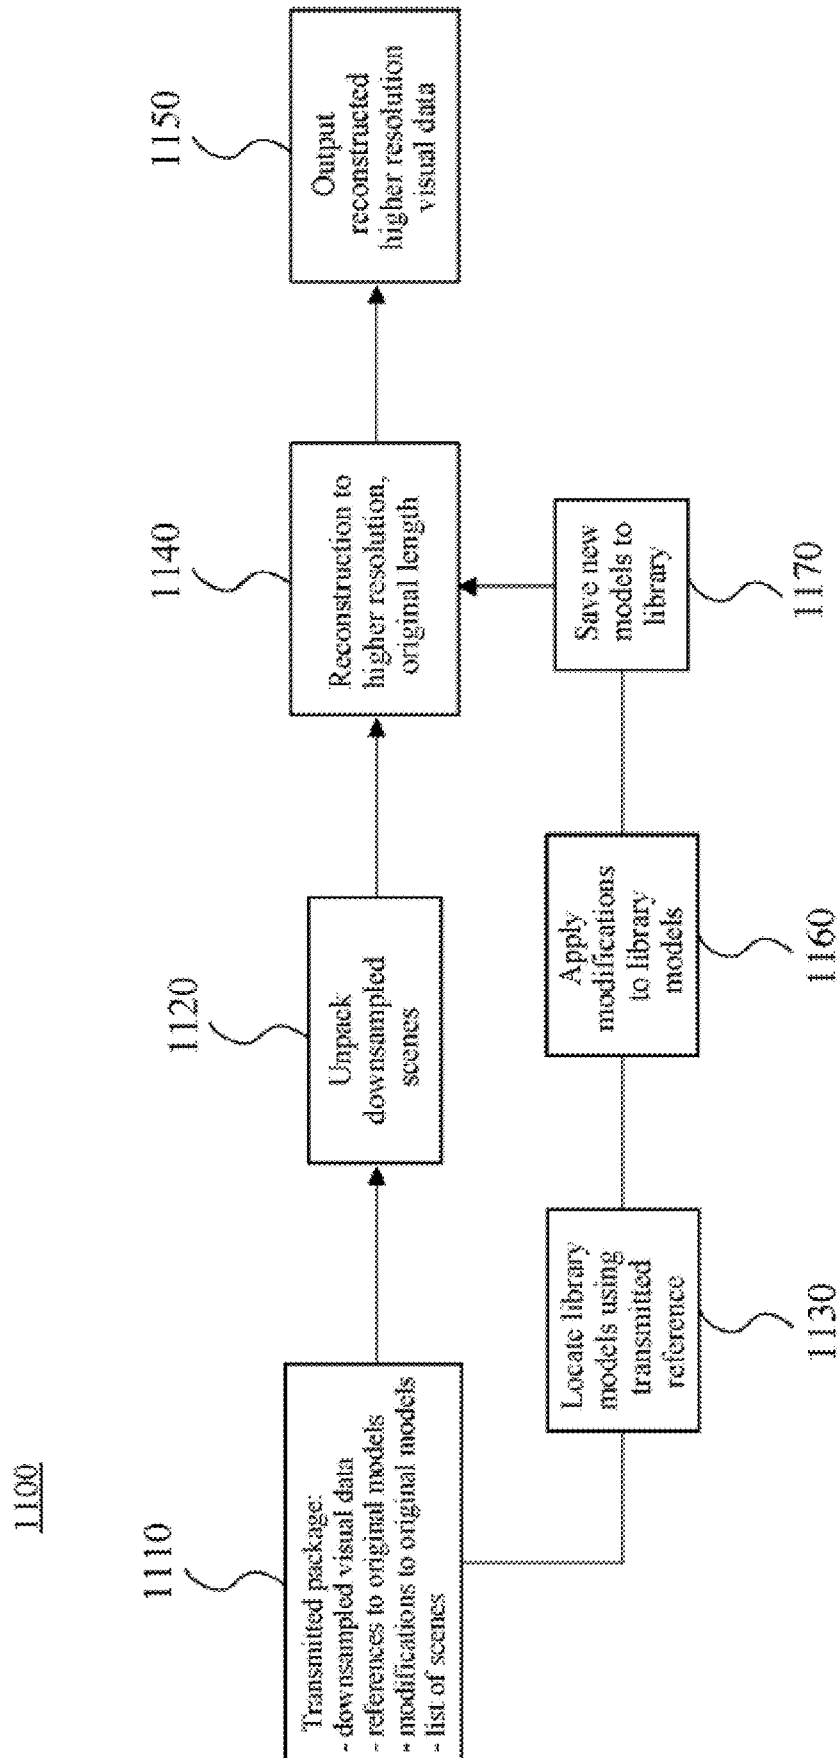 1100
1110
Transmitted package:
- downsampled visual data
- references to original models
- modifications to original models
- list of scenes
1120
Unpack
downsampled
scenes
1140
Reconstruction to
higher resolution,
original length
1150
Output
reconstructed
higher resolution
visual data
Locate library
models using
transmitted
reference
1130
Apply
modifications
to library
models
1160
Save new
models to
library
1170